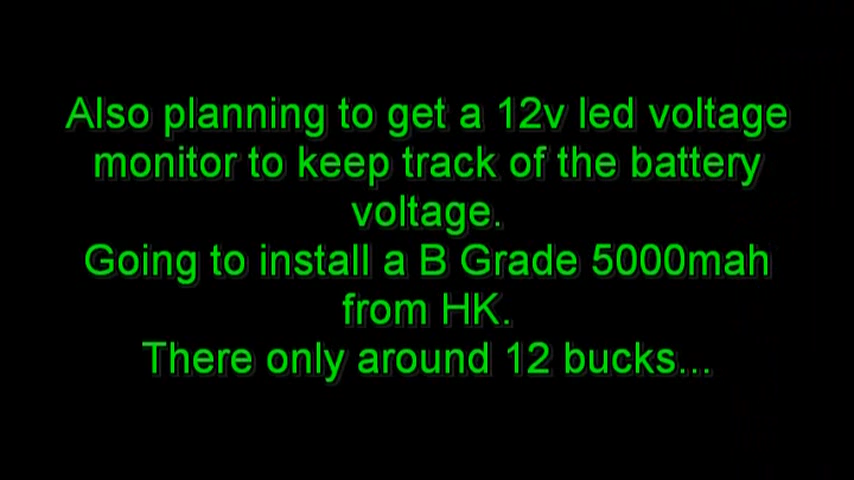 Also planning to get a 12v led voltage
monitor to keep track of the battery
voltage.
Going to install a B Grade 5000mah
from HK.
There only around 12 bucks...